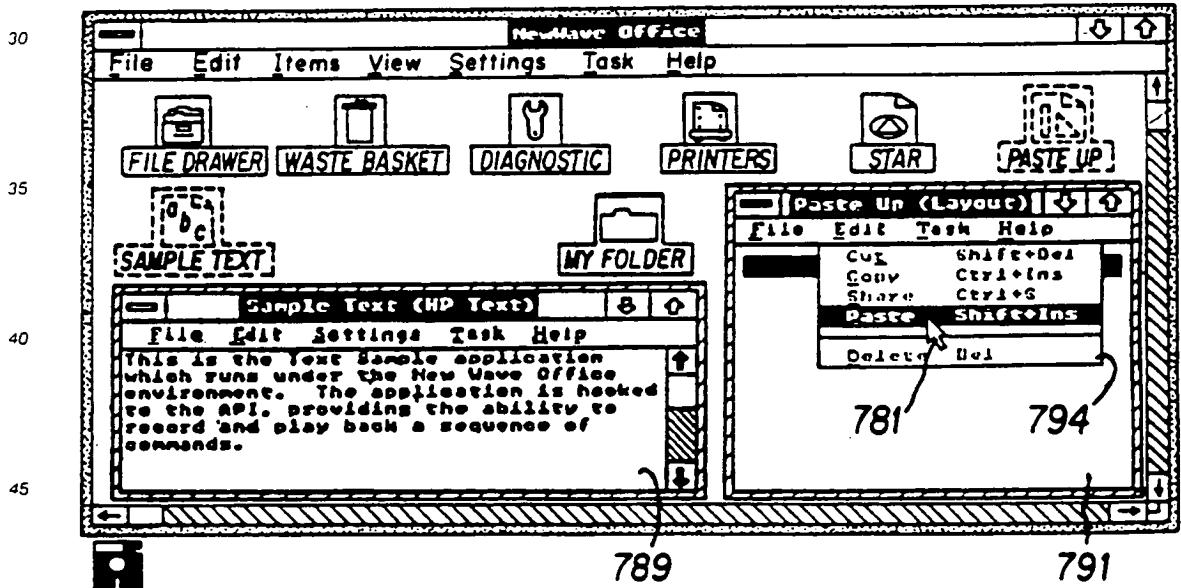 30
NewWave Office
File Edit Items View Settings Task Help
FILE DRAWER WASTE BASKET DIAGNOSTIC PRINTERS STAR PASTE UP
35
Paste Up (Layout)
File Edit Task Help
abc
SAMPLE TEXT
MY FOLDER
Cut Shift+Del
Copy Ctrl+Ins
Share Ctrl+S
Paste Shift+Ins
Delete Del
Sample Text (HP Text)
File Edit Settings Task Help
40
This is the Text Sample application
which runs under the New Wave Office
environment. The application is hooked
to the API, providing the ability to
record and play back a sequence of
commands.
781 794
45
789 791